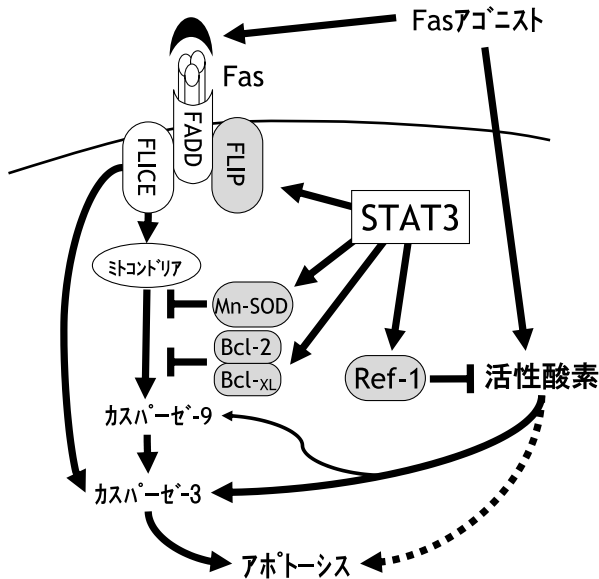 Fasアゴニスト
Fas
FADD
FLICE
FLIP
STAT3
ミトコンドリア
Mn-SOD
Bcl-2
Bcl-XL
Ref-1
活性酸素
カスパーゼ-9
カスパーゼ-3
アポトーシス